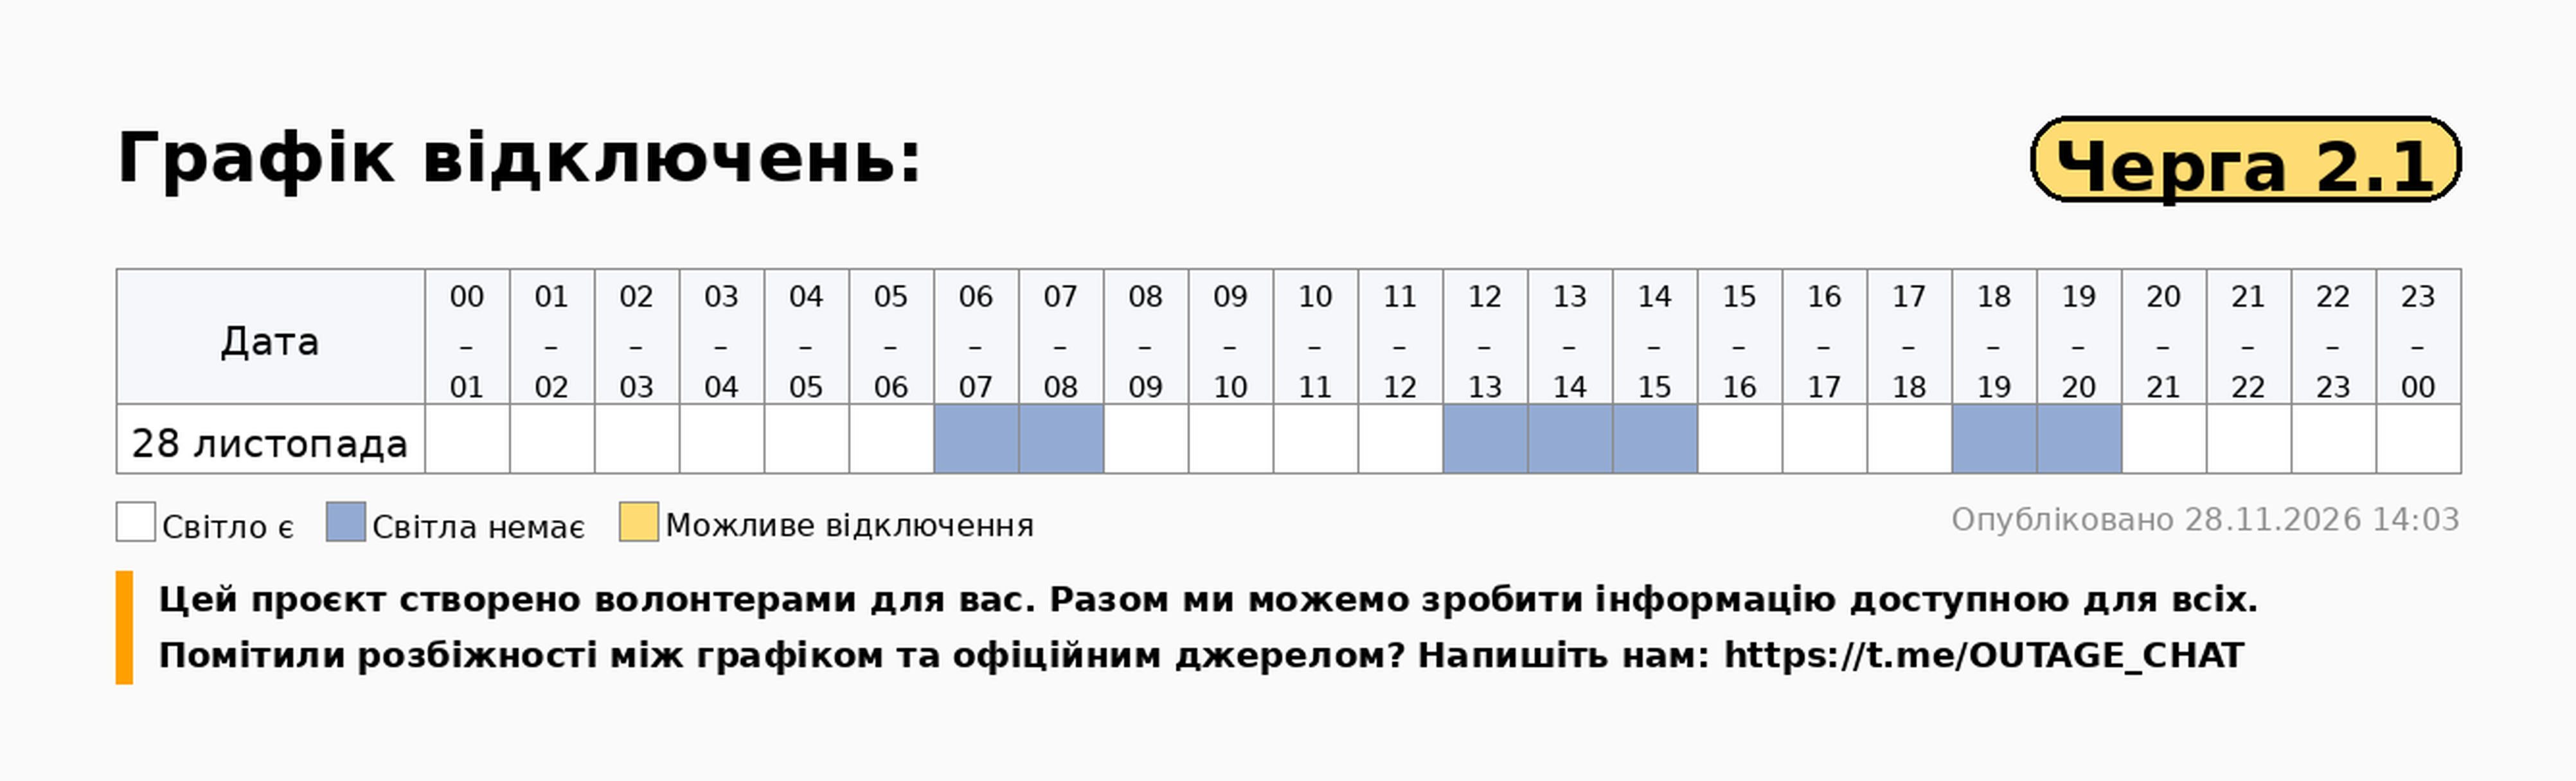 Графік відключень:
Черга 2.1
Дата 00 – 01 01 – 02 02 – 03 03 – 04 04 – 05 05 – 06 06 – 07 07 – 08 08 – 09 09 – 10 10 – 11 11 – 12 12 – 13 13 – 14 14 – 15 15 – 16 16 – 17 17 – 18 18 – 19 19 – 20 20 – 21 21 – 22 22 – 23 23 – 00
28 листопада
Світло є Світла немає Можливе відключення
Опубліковано 28.11.2026 14:03
Цей проєкт створено волонтерами для вас. Разом ми можемо зробити інформацію доступною для всіх.
Помітили розбіжності між графіком та офіційним джерелом? Напишіть нам: https://t.me/OUTAGE_CHAT